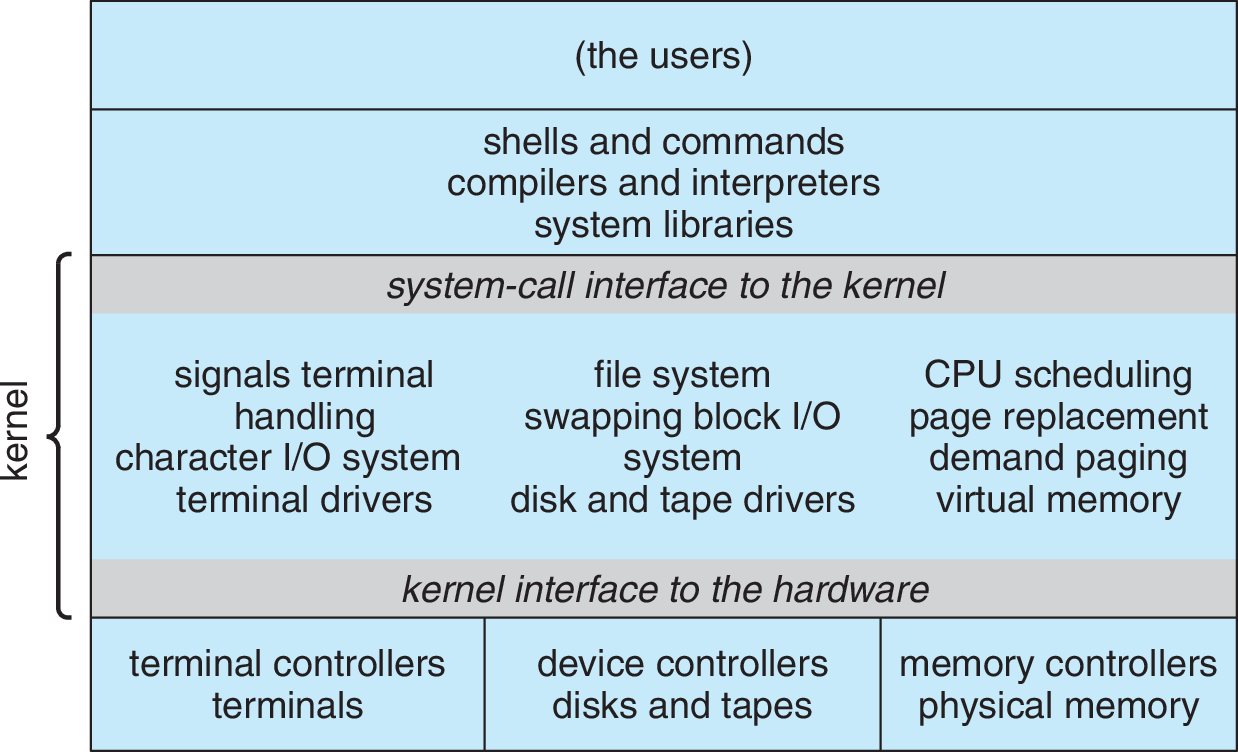 (the users)
shells and commands
compilers and interpreters
system libraries
kernel
system-call interface to the kernel
signals terminal
handling
character I/O system
terminal drivers
file system
swapping block I/O
system
disk and tape drivers
CPU scheduling
page replacement
demand paging
virtual memory
kernel interface to the hardware
terminal controllers
terminals
device controllers
disks and tapes
memory controllers
physical memory